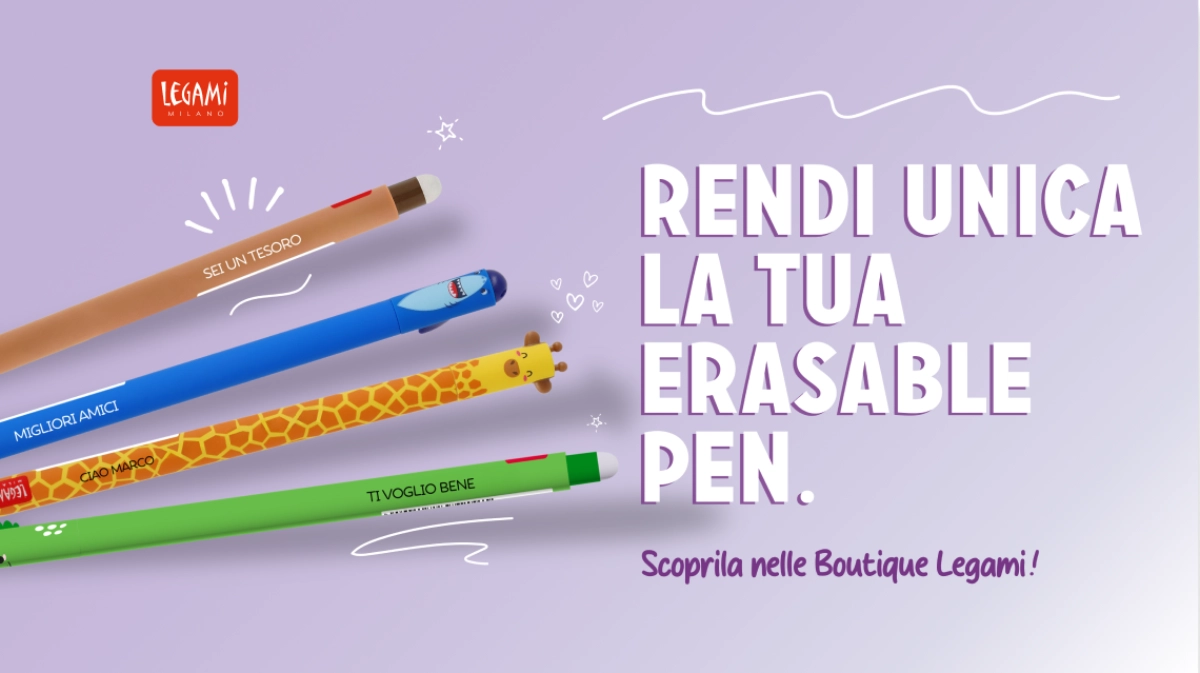 LEGAMI
MILANO
SEI UN TESORO
MIGLIORI AMICI
CIAO MARCO
LEGAMI
TI VOGLIO BENE
RENDI UNICA
LA TUA
ERASABLE
PEN.
Scoprila nelle Boutique Legami!